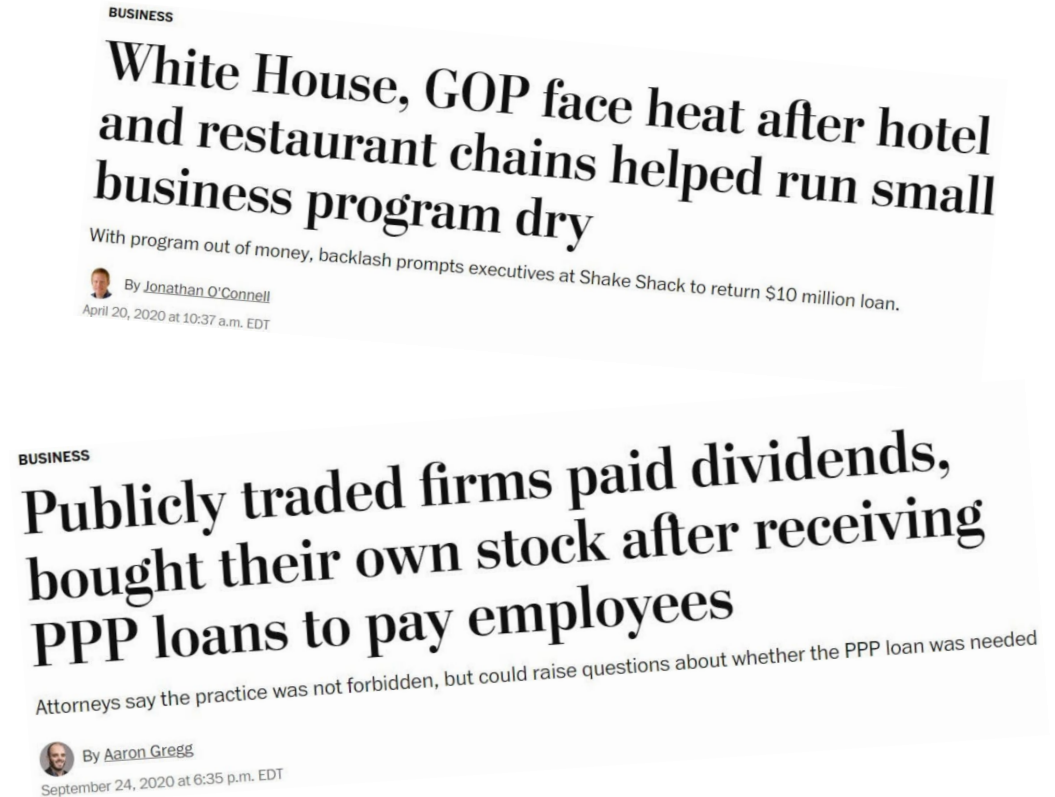 BUSINESS
White House, GOP face heat after hotel
and restaurant chains helped run small
business program dry
With program out of money, backlash prompts executives at Shake Shack to return $10 million loan.
By Jonathan O'Connell
April 20, 2020 at 10:37 a.m. EDT
BUSINESS
Publicly traded firms paid dividends,
bought their own stock after receiving
PPP loans to pay employees
Attorneys say the practice was not forbidden, but could raise questions about whether the PPP loan was needed
By Aaron Gregg
September 24, 2020 at 6:35 p.m. EDT